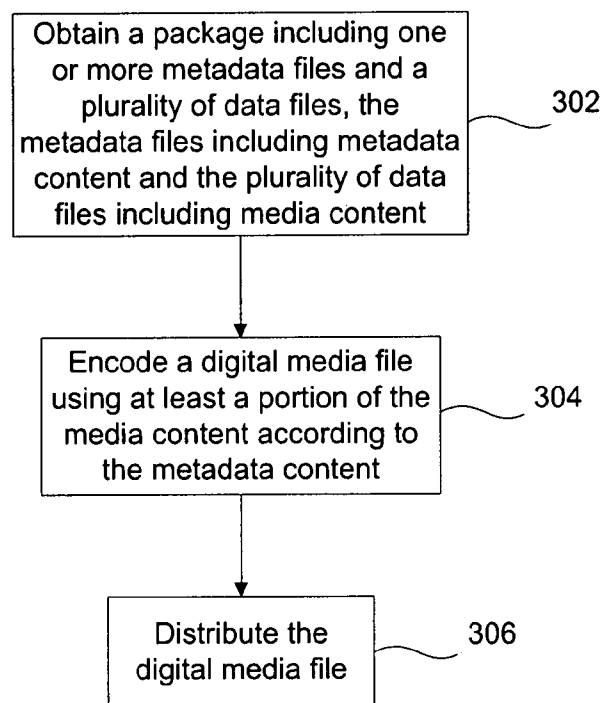 Obtain a package including one
or more metadata files and a
plurality of data files, the
metadata files including metadata
content and the plurality of data
files including media content
302
Encode a digital media file
using at least a portion of the
media content according to
the metadata content
304
Distribute the
digital media file
306